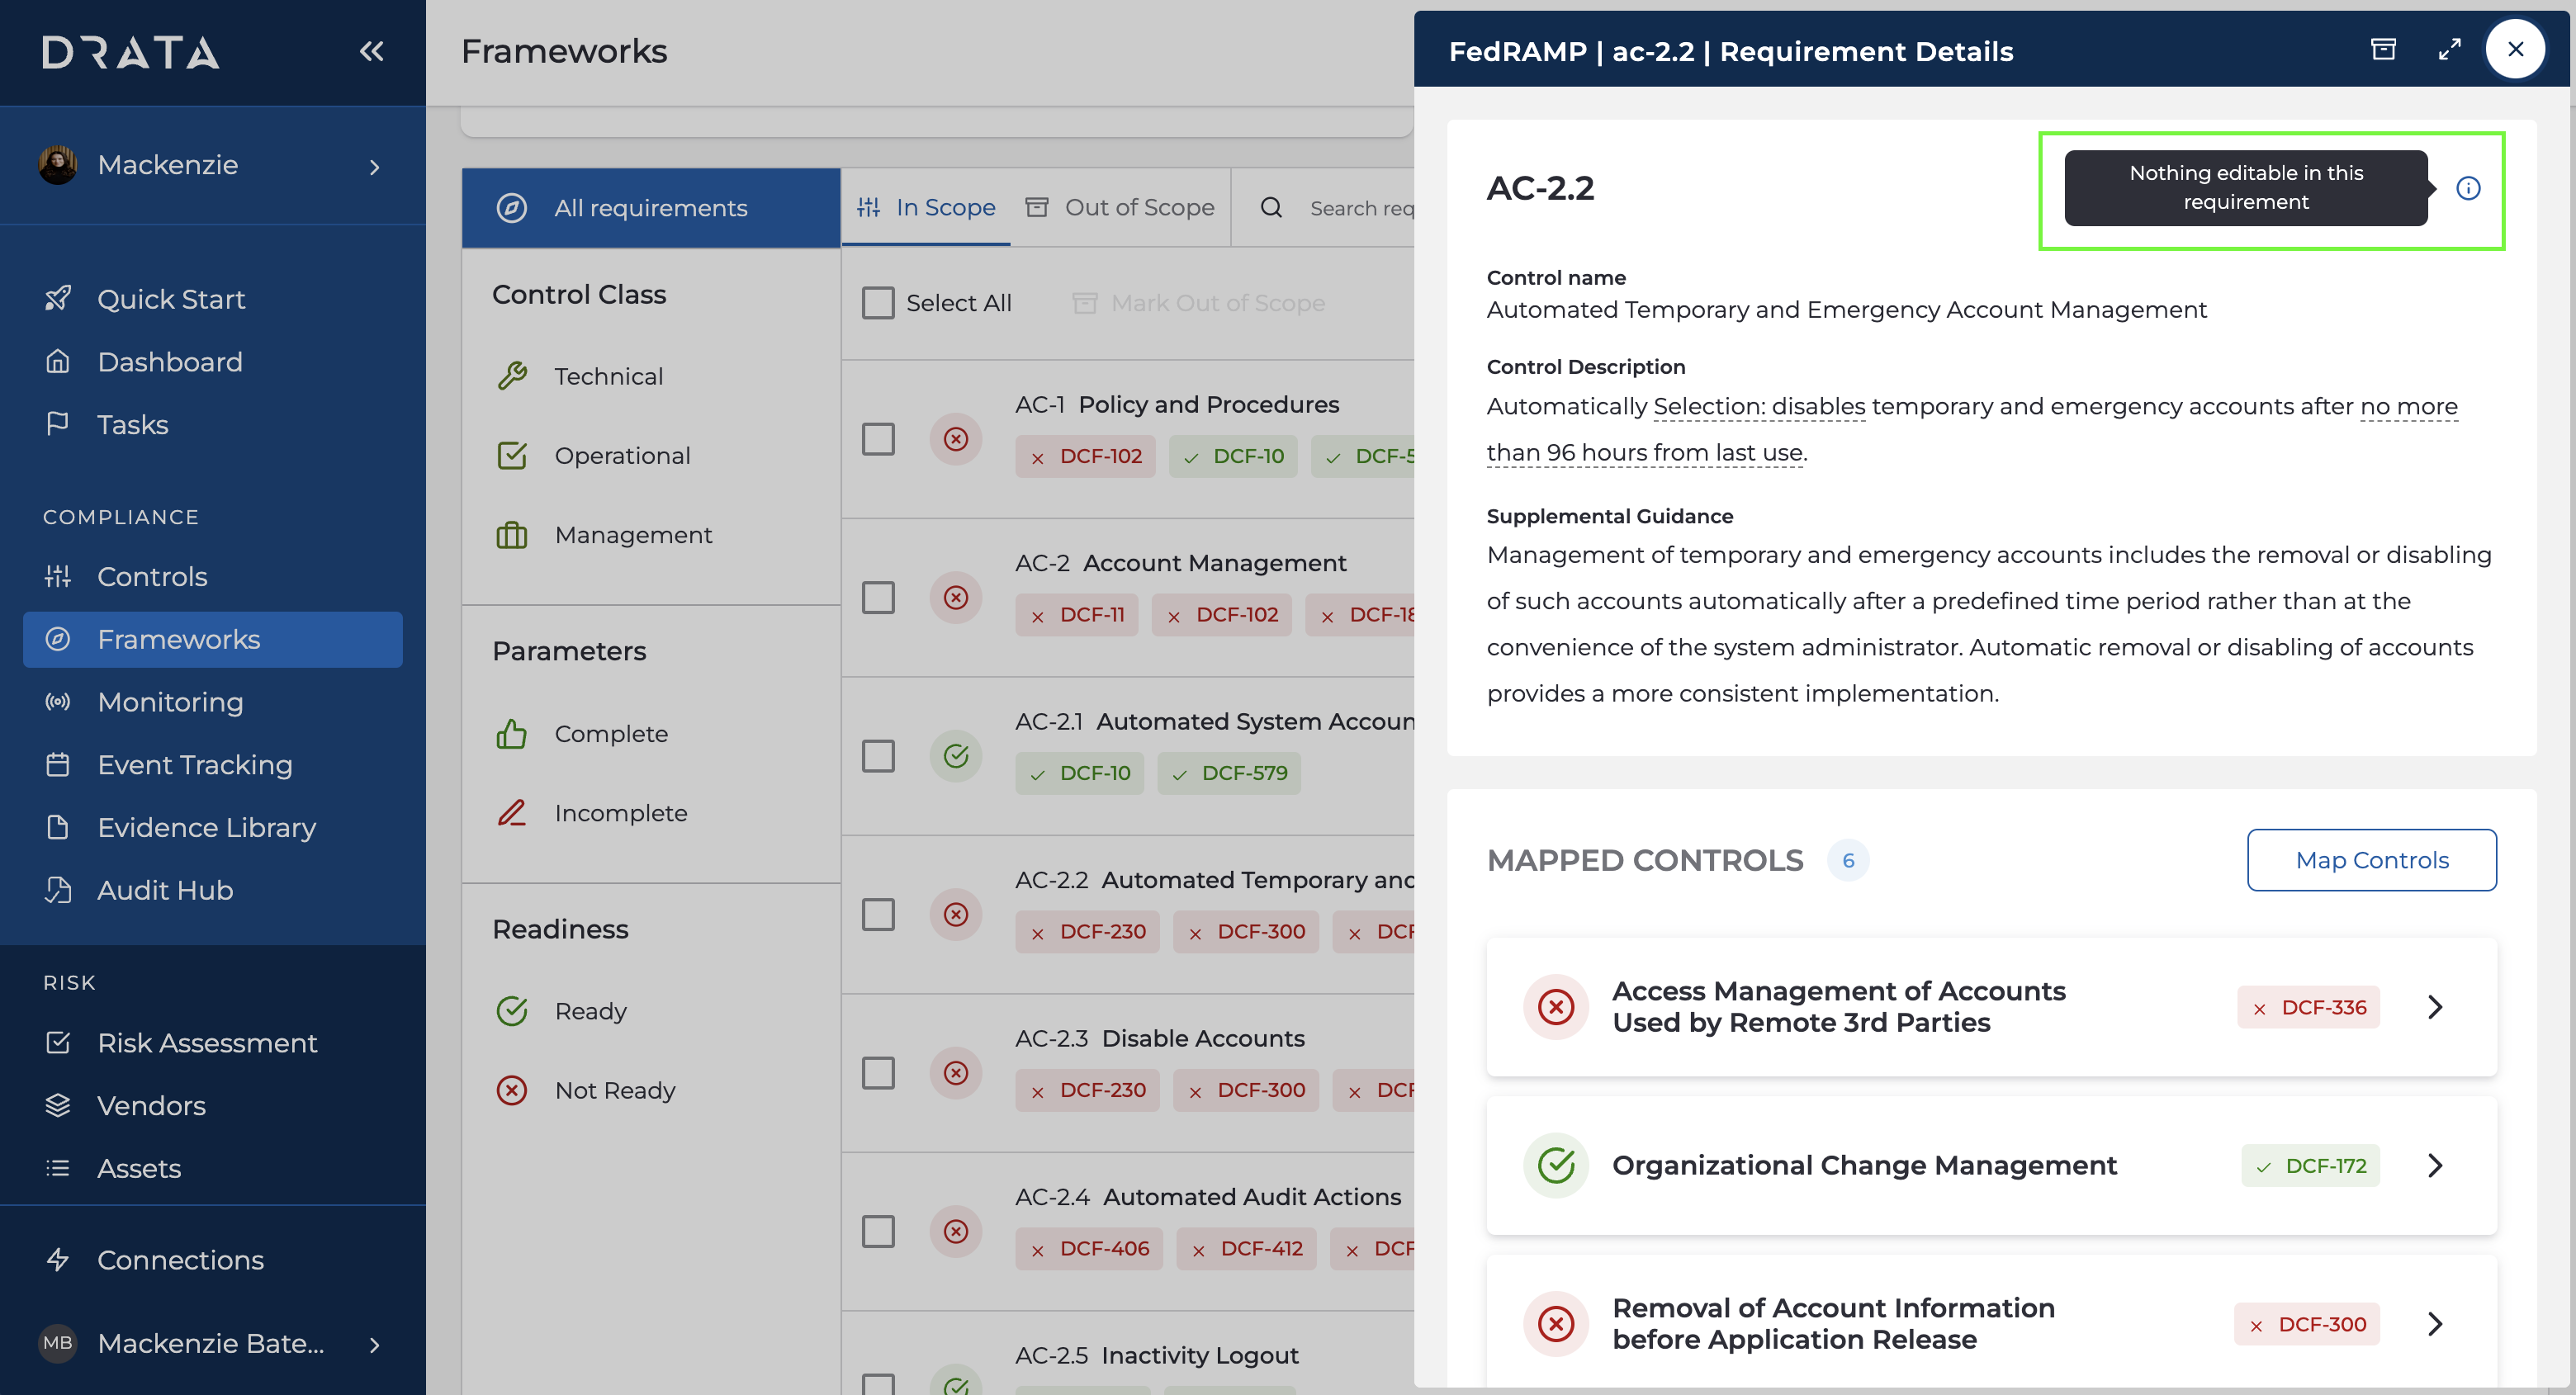 DRATA
Mackenzie
Quick Start
Dashboard
Tasks
COMPLIANCE
Controls
Frameworks
Monitoring
Event Tracking
Evidence Library
Audit Hub
RISK
Risk Assessment
Vendors
Assets
Connections
MB Mackenzie Bate...
Frameworks
All requirements
Control Class
Technical
Operational
Management
Parameters
Complete
Incomplete
Readiness
Ready
Not Ready
In Scope Out of Scope Search req
Select All Mark Out of Scope
AC-1 Policy and Procedures
DCF-102 DCF-10 DCF-5
AC-2 Account Management
DCF-11 DCF-102 DCF-18
AC-2.1 Automated System Accoun
DCF-10 DCF-579
AC-2.2 Automated Temporary and
DCF-230 DCF-300 DCF
AC-2.3 Disable Accounts
DCF-230 DCF-300 DCF
AC-2.4 Automated Audit Actions
DCF-406 DCF-412 DCF
AC-2.5 Inactivity Logout
FedRAMP | ac-2.2 | Requirement Details
AC-2.2
Nothing editable in this
requirement
Control name
Automated Temporary and Emergency Account Management
Control Description
Automatically Selection: disables temporary and emergency accounts after no more
than 96 hours from last use.
Supplemental Guidance
Management of temporary and emergency accounts includes the removal or disabling
of such accounts automatically after a predefined time period rather than at the
convenience of the system administrator. Automatic removal or disabling of accounts
provides a more consistent implementation.
MAPPED CONTROLS 6
Map Controls
Access Management of Accounts
Used by Remote 3rd Parties
DCF-336
Organizational Change Management
DCF-172
Removal of Account Information
before Application Release
DCF-300